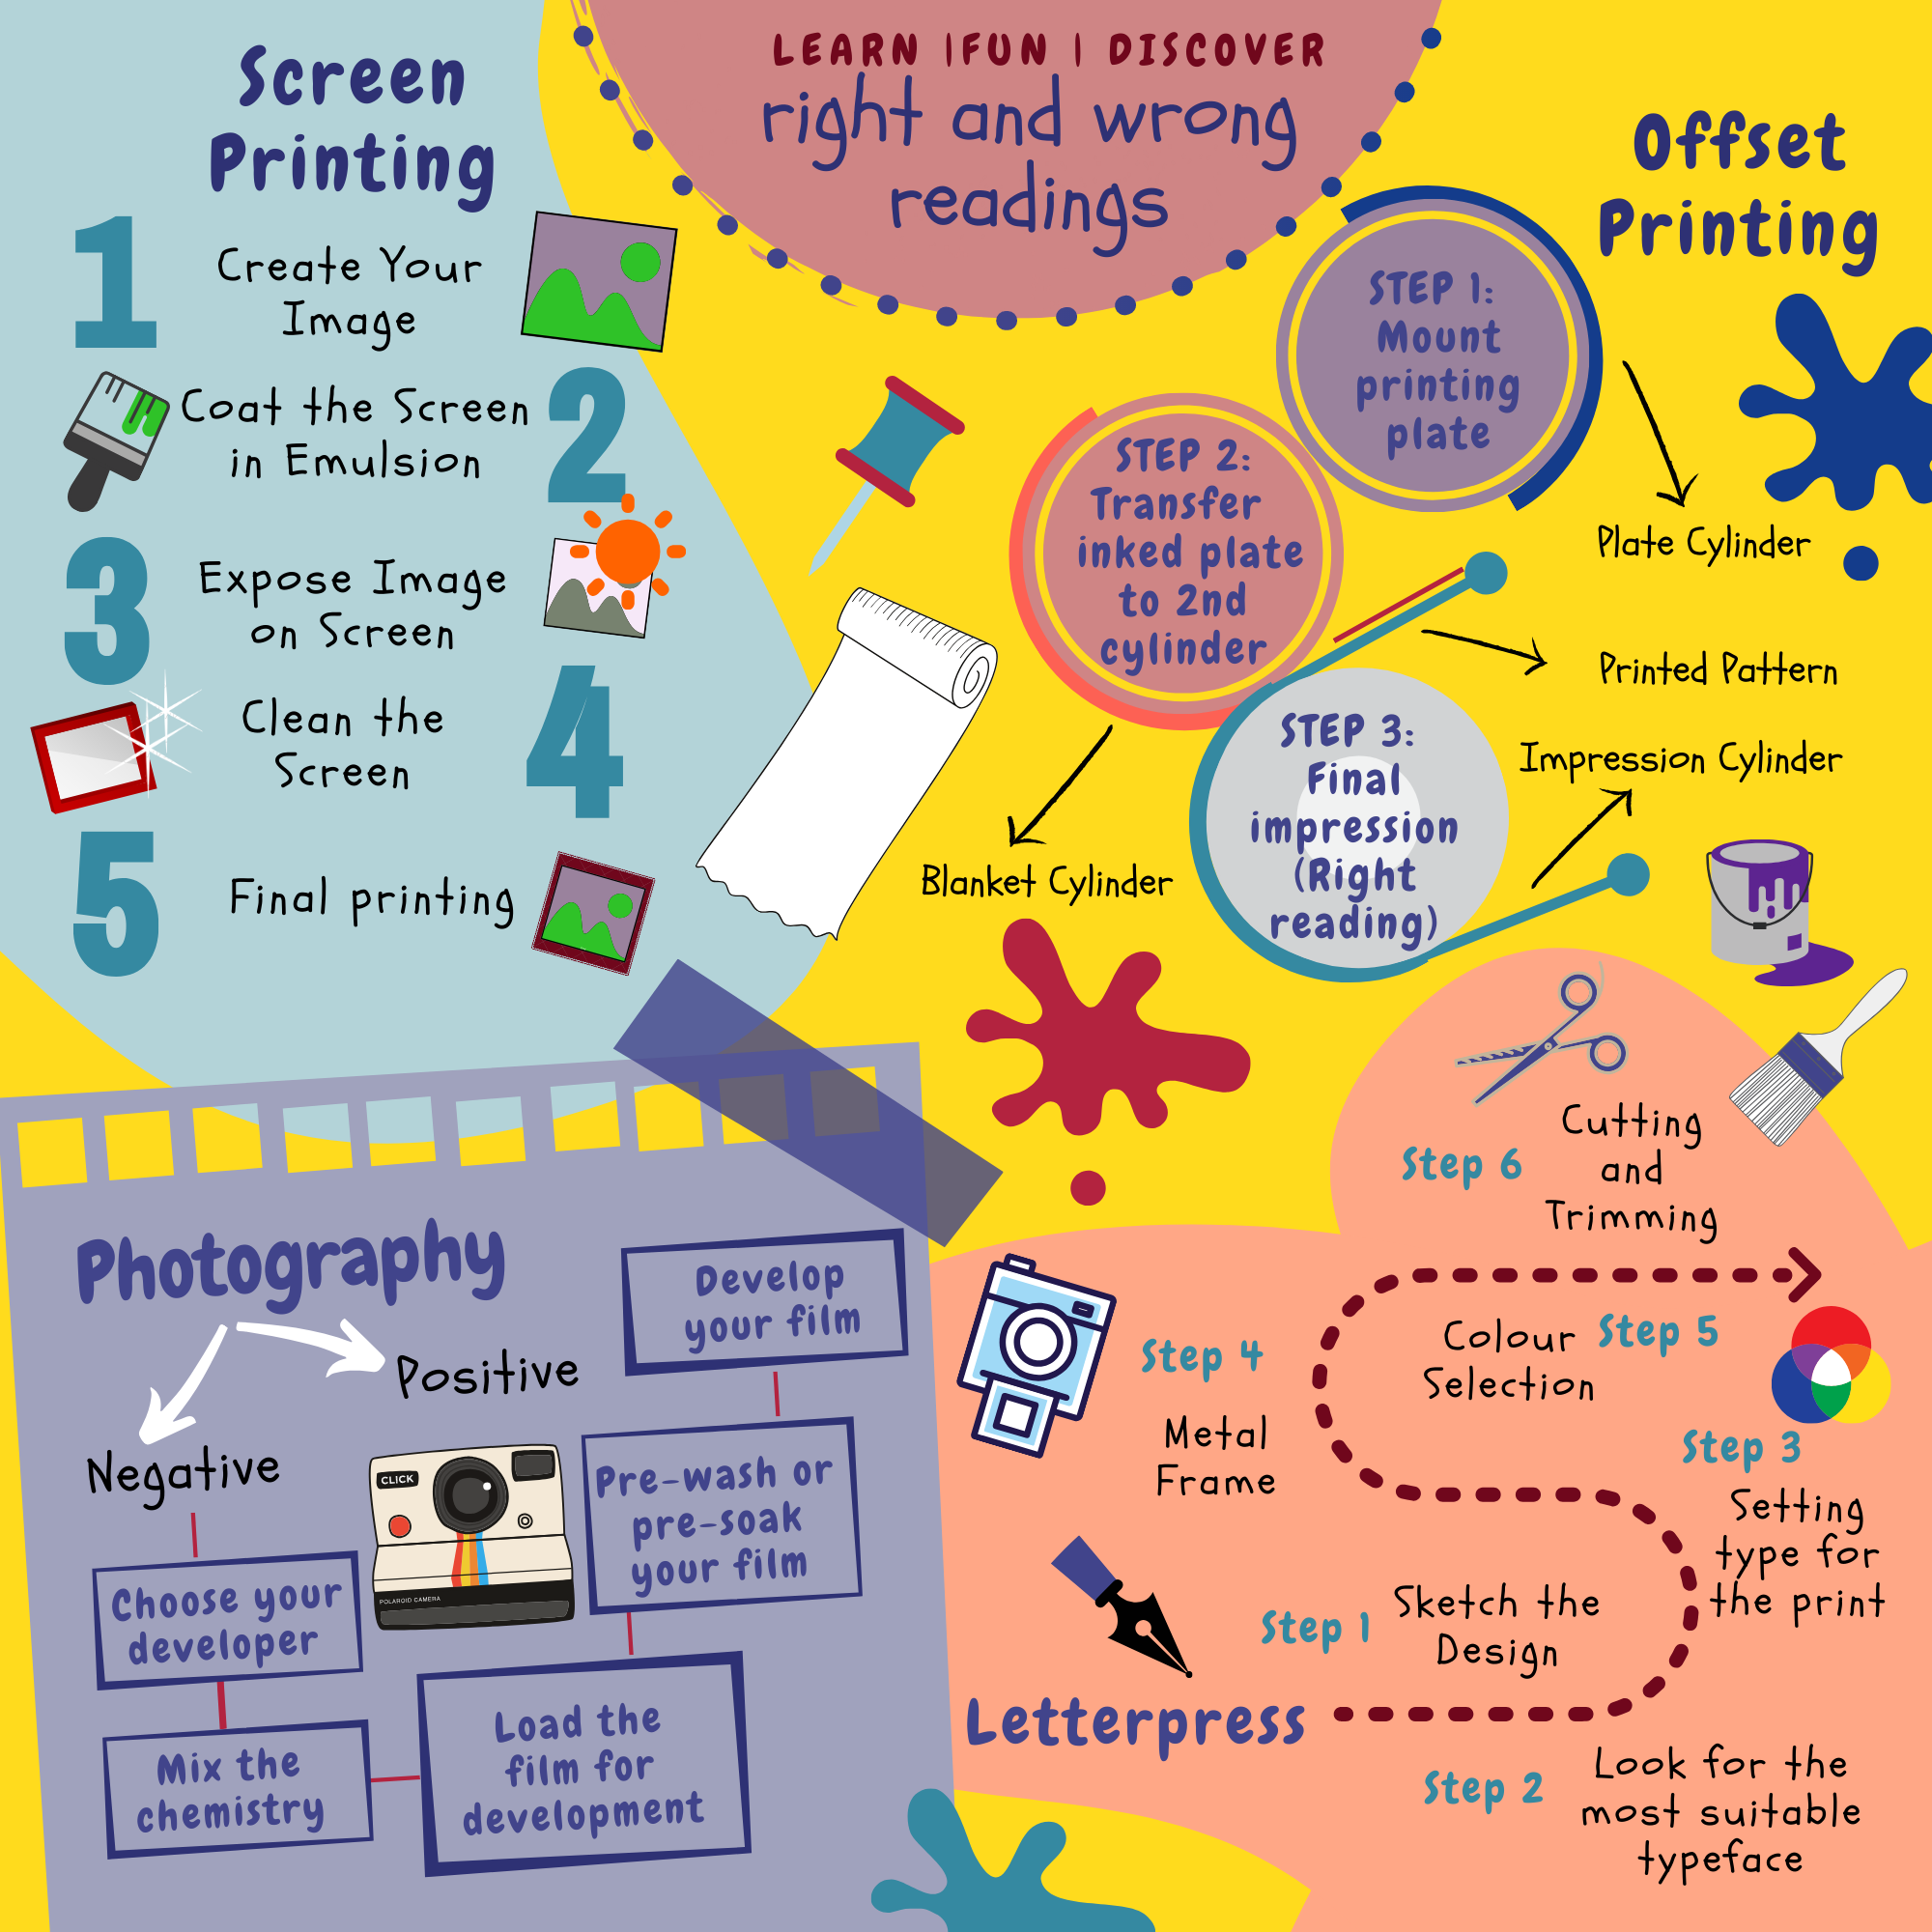 LEARN |FUN | DISCOVER
right and wrong
readings
Screen
Printing
1
Create Your
Image
2
Coat the Screen
in Emulsion
3
Expose Image
on Screen
4
Clean the
Screen
5
Final printing
Offset
Printing
STEP 1:
Mount
printing
plate
Plate Cylinder
STEP 2:
Transfer
inked plate
to 2nd
cylinder
Printed Pattern
Blanket Cylinder
STEP 3:
Final
impression
(Right
reading)
Impression Cylinder
Photography
Positive
Negative
Choose your
developer
Mix the
chemistry
Load the
film for
development
Pre-wash or
pre-soak
your film
Develop
your film
CLICK
POLAROID CAMERA
Letterpress
Step 1
Sketch the
Design
Step 2
Look for the
most suitable
typeface
Step 3
Setting
type for
the print
Step 4
Metal
Frame
Step 5
Colour
Selection
Step 6
Cutting
and
Trimming